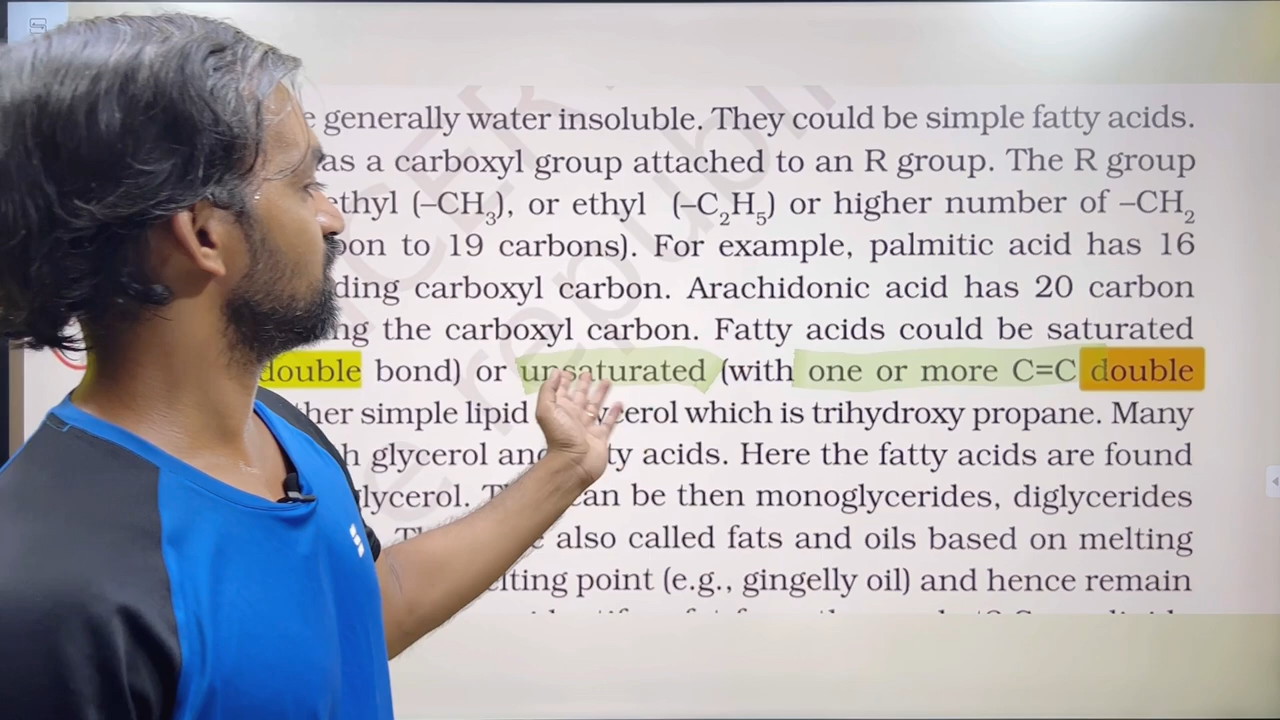 generally water insoluble. They could be simple fatty acids.
as a carboxyl group attached to an R group. The R group
ethyl (–CH₃), or ethyl (–C₂H₅) or higher number of –CH₂
bon to 19 carbons). For example, palmitic acid has 16
ding carboxyl carbon. Arachidonic acid has 20 carbon
ng the carboxyl carbon. Fatty acids could be saturated
double bond) or unsaturated (with one or more C=C double
her simple lipid glycerol which is trihydroxy propane. Many
h glycerol and fatty acids. Here the fatty acids are found
lycerol. can be then monoglycerides, diglycerides
also called fats and oils based on melting
lting point (e.g., gingelly oil) and hence remain